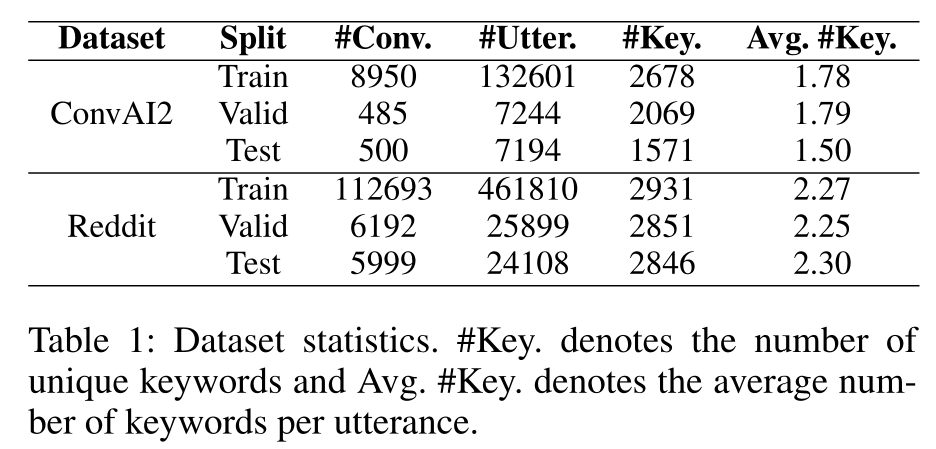 Dataset Split #Conv. #Utter. #Key. Avg. #Key.
Train 8950 132601 2678 1.78
ConvAI2 Valid 485 7244 2069 1.79
Test 500 7194 1571 1.50
Train 112693 461810 2931 2.27
Reddit Valid 6192 25899 2851 2.25
Test 5999 24108 2846 2.30
Table 1: Dataset statistics. #Key. denotes the number of
unique keywords and Avg. #Key. denotes the average num-
ber of keywords per utterance.